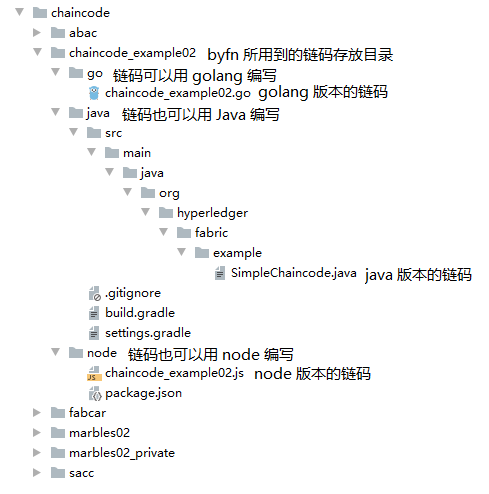 chaincode
abac
chaincode_example02 byfn 所用到的链码存放目录
go 链码可以用 golang 编写
chaincode_example02.go golang 版本的链码
java 链码也可以用 Java 编写
src
main
java
org
hyperledger
fabric
example
SimpleChaincode.java java 版本的链码
.gitignore
build.gradle
settings.gradle
node 链码也可以用 node 编写
JS chaincode_example02.js node 版本的链码
package.json
fabcar
marbles02
marbles02_private
sacc